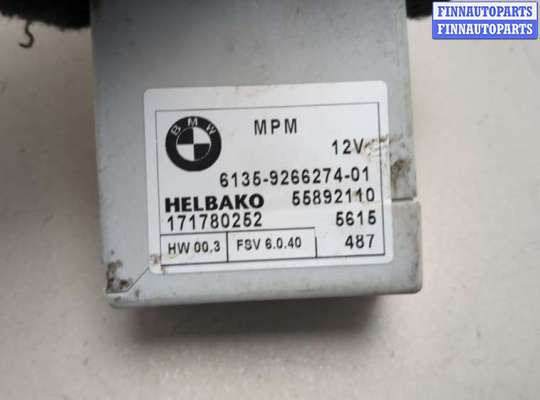 FINNAUTOPARTS
FINNAUTOPARTS
BMW
MPM
12V
6135-9266274-01
HELBAKO 55892110
171780252 5615
HW 00.3 FSV 6.0.40 487